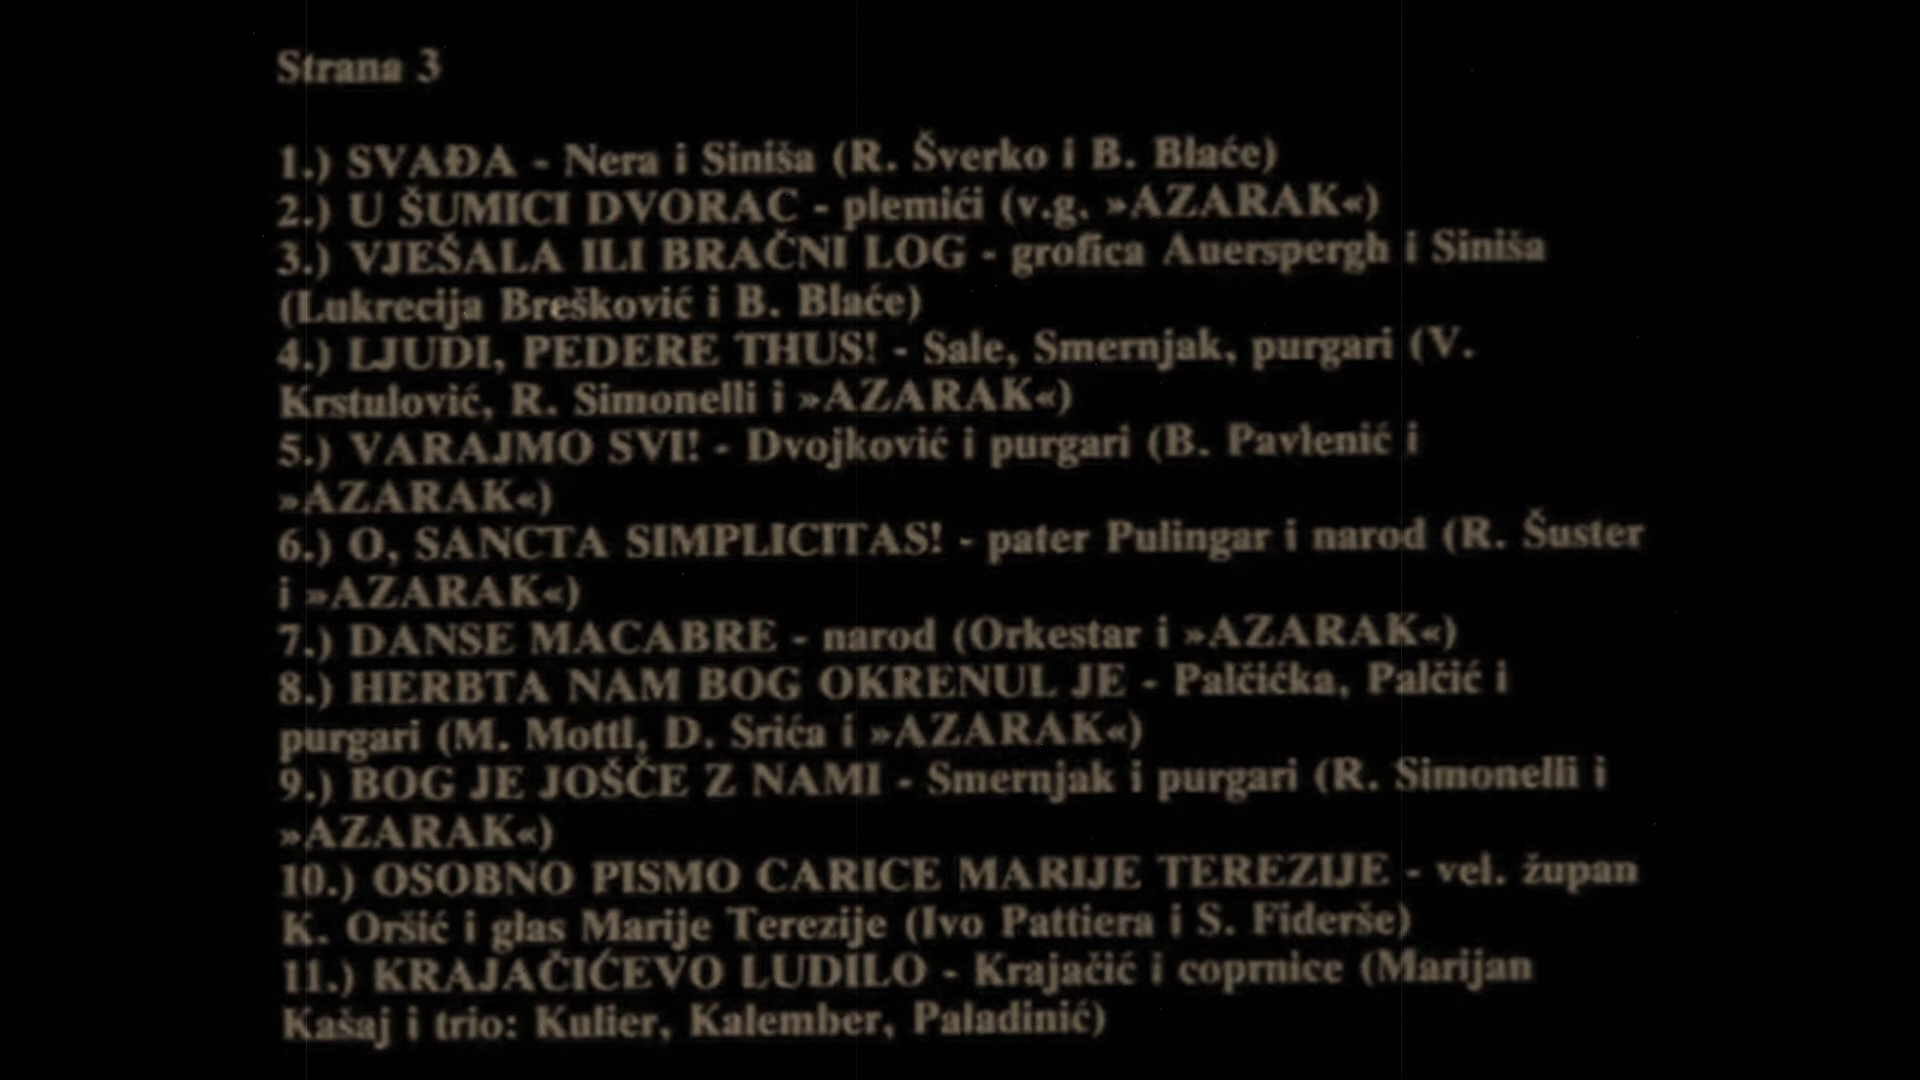 Strana 3
1.) SVAĐA - Nera i Siniša (R. Šverko i B. Blaće)
2.) U ŠUMICI DVORAC - plemići (v.g. »AZARAK«)
3.) VJEŠALA ILI BRAČNI LOG - grofica Auerspergh i Siniša
(Lukrecija Brešković i B. Blaće)
4.) LJUDI, PEDERE THUS! - Sale, Smernjak, purgari (V.
Krstulović, R. Simonelli i »AZARAK«)
5.) VARAJMO SVI! - Dvojković i purgari (B. Pavlenić i
»AZARAK«)
6.) O, SANCTA SIMPLICITAS! - pater Pulingar i narod (R. Šuster
i »AZARAK«)
7.) DANSE MACABRE - narod (Orkestar i »AZARAK«)
8.) HERBTA NAM BOG OKRENUL JE - Palčićka, Palčić i
purgari (M. Mottl, D. Srića i »AZARAK«)
9.) BOG JE JOŠČE Z NAMI - Smernjak i purgari (R. Simonelli i
»AZARAK«)
10.) OSOBNO PISMO CARICE MARIJE TEREZIJE - vel. župan
K. Oršić i glas Marije Terezije (Ivo Pattiera i S. Fiderše)
11.) KRAJAČIĆEVO LUDILO - Krajačić i coprnice (Marijan
Kašaj i trio: Kulier, Kalember, Paladinić)